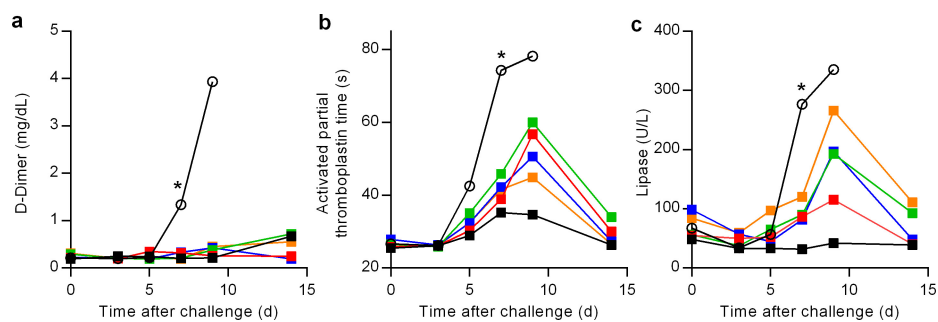 a
D-Dimer (mg/dL)
5
4
3
2
1
0
*
0 5 10 15
Time after challenge (d)
b
Activated partial
thromboplastin time (s)
80
60
40
20
*
0 5 10 15
Time after challenge (d)
c
Lipase (U/L)
400
300
200
100
0
*
0 5 10 15
Time after challenge (d)